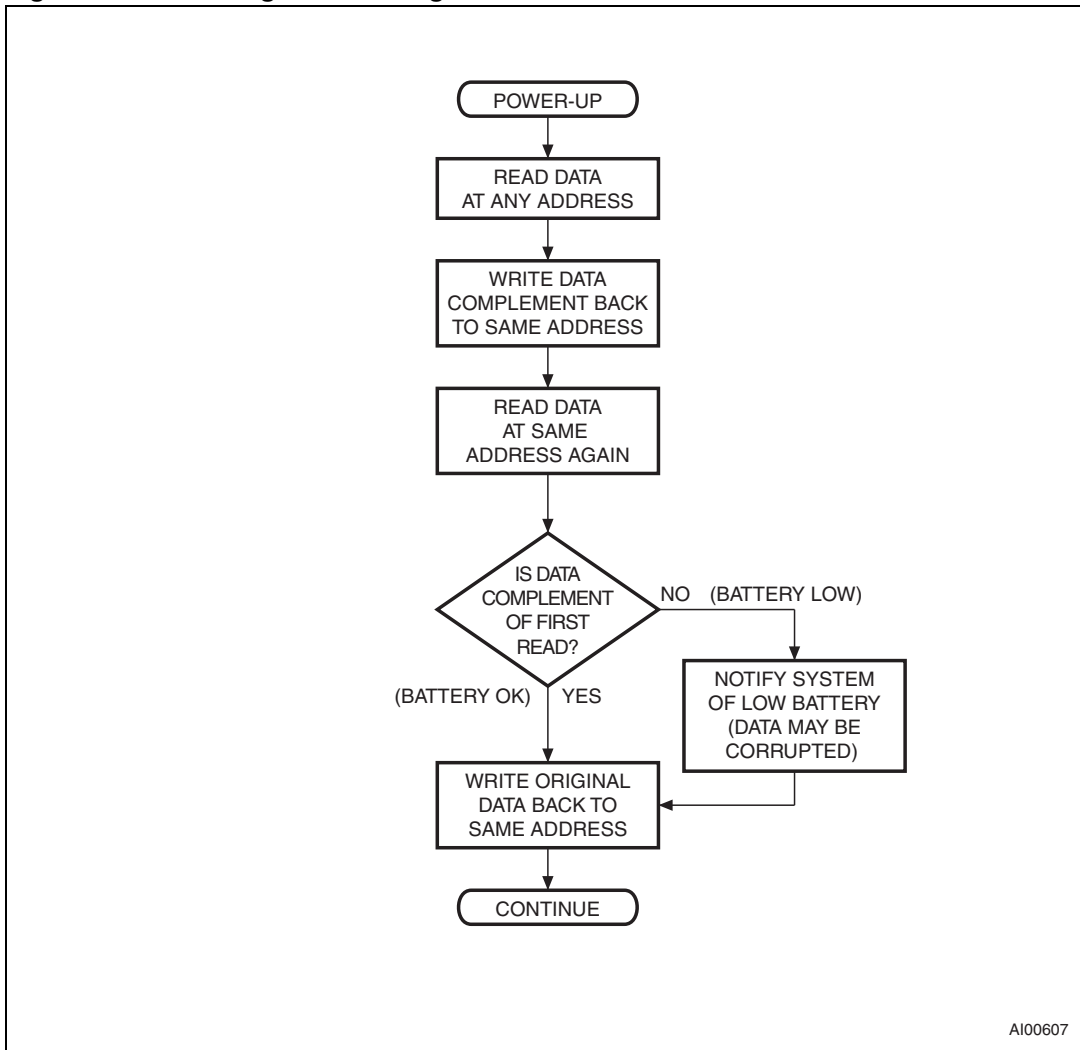 POWER-UP
READ DATA
AT ANY ADDRESS
WRITE DATA
COMPLEMENT BACK
TO SAME ADDRESS
READ DATA
AT SAME
ADDRESS AGAIN
IS DATA
COMPLEMENT
OF FIRST
READ?
NO (BATTERY LOW)
NOTIFY SYSTEM
OF LOW BATTERY
(DATA MAY BE
CORRUPTED)
(BATTERY OK) YES
WRITE ORIGINAL
DATA BACK TO
SAME ADDRESS
CONTINUE
AI00607